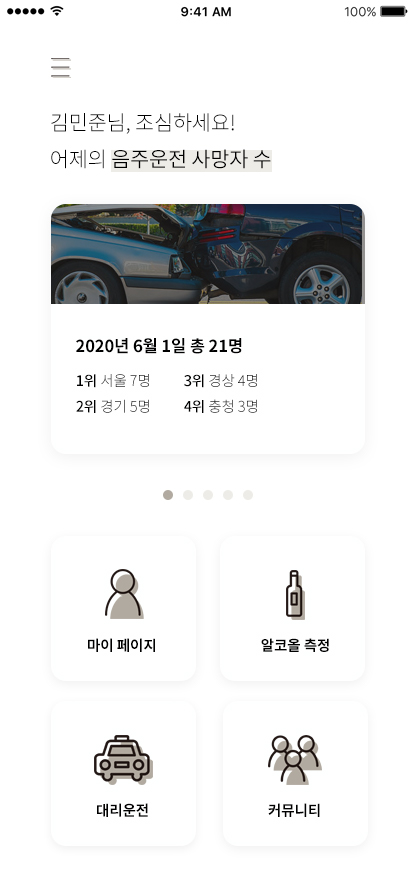 9:41 AM 100%
김민준님, 조심하세요!
어제의 음주운전 사망자 수
2020년 6월 1일 총 21명
1위 서울 7명 3위 경상 4명
2위 경기 5명 4위 충청 3명
마이 페이지 알코올 측정
대리운전 커뮤니티